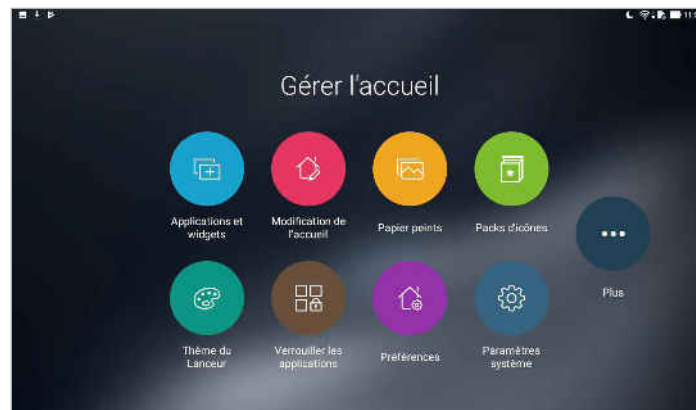 Gérer l'accueil
Applications et
widgets
Modification de
l'accueil
Papier peints
Packs d'icônes
Plus
Thème du
Lanceur
Verrouiller les
applications
Préférences
Paramètres
système